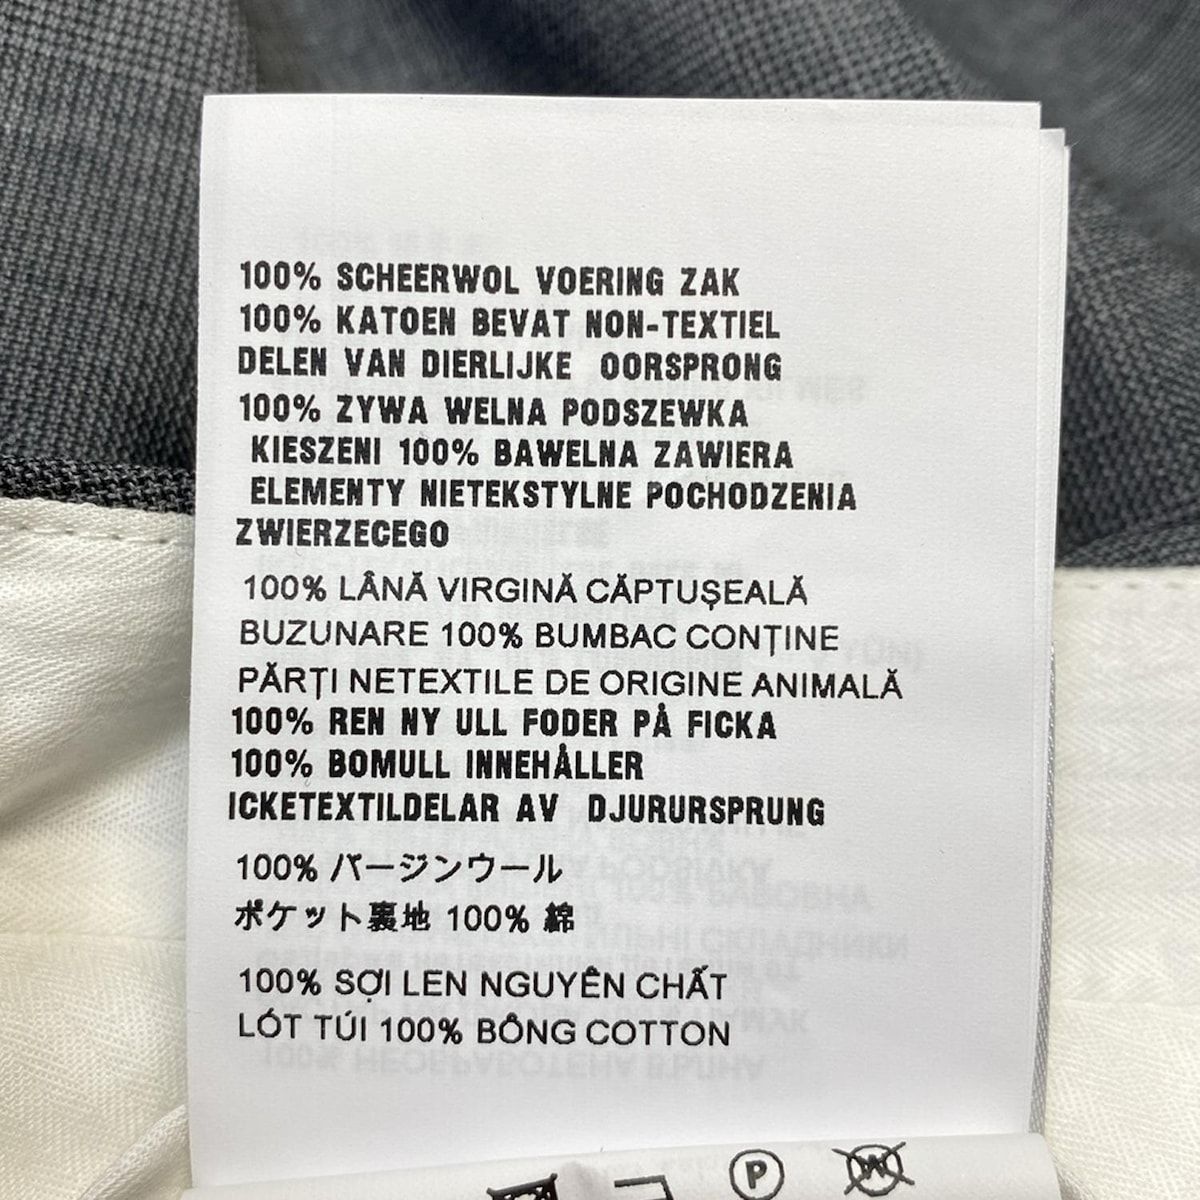 100% SCHEERWOL VOERING ZAK
100% KATOEN BEVAT NON-TEXTIEL
DELEN VAN DIERLIJKE OORSPRONG
100% ZYWA WELNA PODSZEWKA
KIESZENI 100% BAWELNA ZAWIERA
ELEMENTY NIETEKSTYLNE POCHODZENIA
ZWIERZECEGO
100% LÂNĂ VIRGINĂ CĂPTUȘEALĂ
BUZUNARE 100% BUMBAC CONȚINE
PĂRȚI NETEXTILE DE ORIGINE ANIMALĂ
100% REN NY ULL FODER PÅ FICKA
100% BOMULL INNEHÅLLER
ICKETEXTILDELAR AV DJURURSPRUNG
100% バージンウール
ポケット裏地 100% 綿
100% SỢI LEN NGUYÊN CHẤT
LÓT TÚI 100% BÔNG COTTON
P